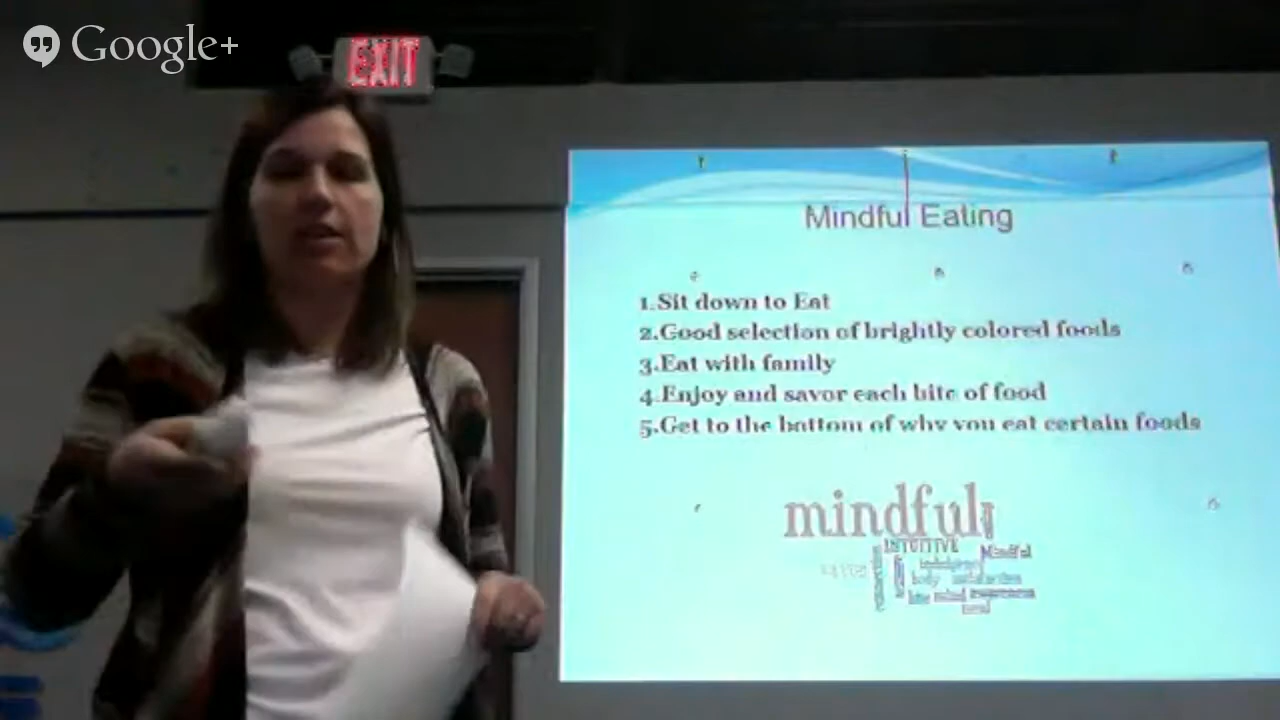 Google+
EXIT
Mindful Eating
1.Sit down to Eat
2.Good selection of brightly colored foods
3.Eat with family
4.Enjoy and savor each bite of food
5.Get to the bottom of why you eat certain foods
mindful
INTUITIVE
Mindful
body
mind